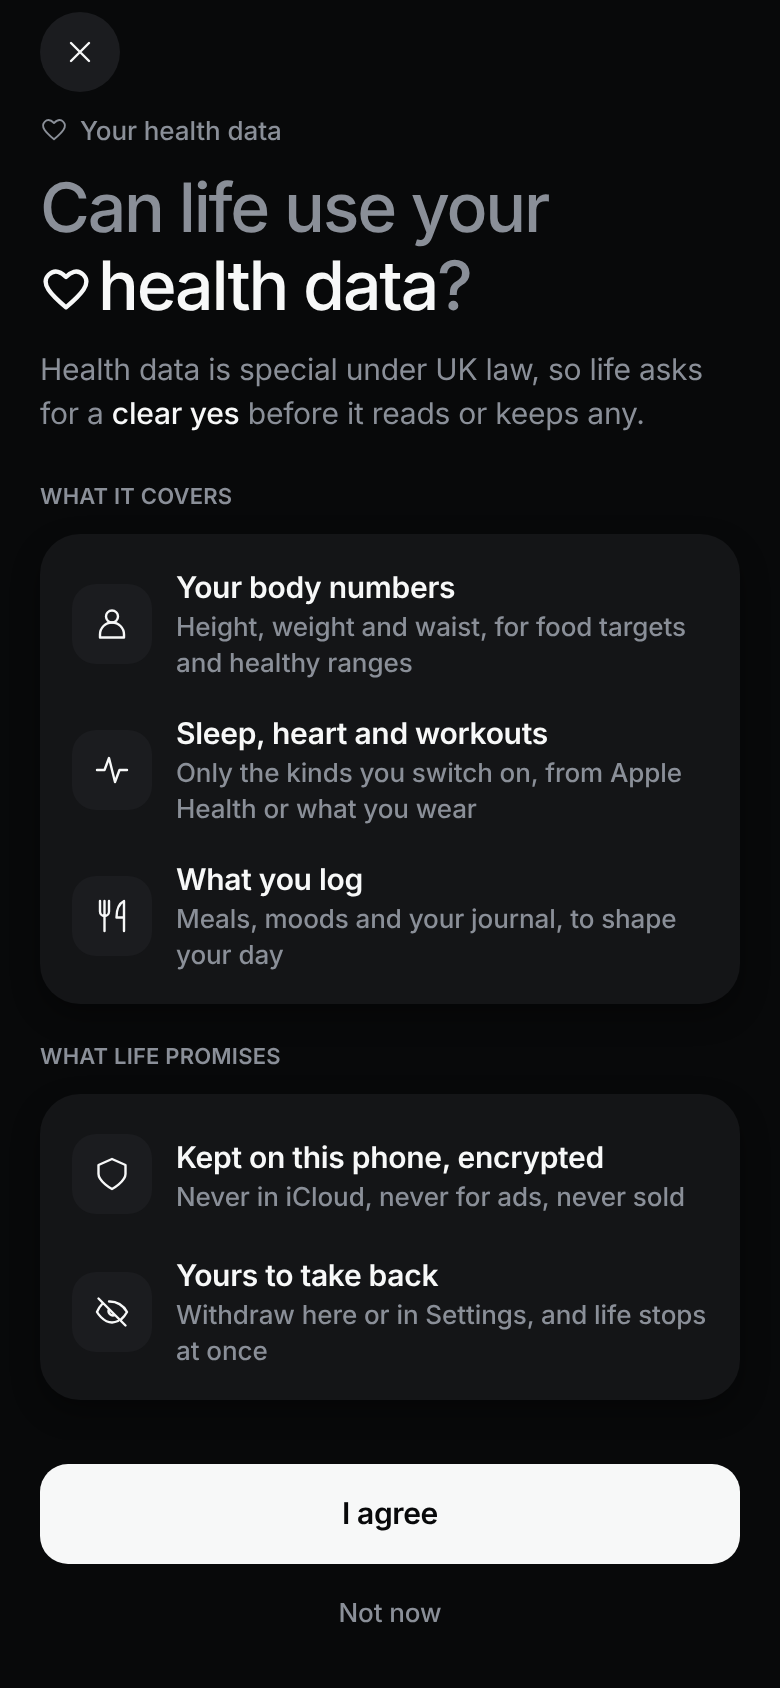 Your health data
Can life use your
health data?
Health data is special under UK law, so life asks
for a clear yes before it reads or keeps any.
WHAT IT COVERS
Your body numbers
Height, weight and waist, for food targets
and healthy ranges
Sleep, heart and workouts
Only the kinds you switch on, from Apple
Health or what you wear
What you log
Meals, moods and your journal, to shape
your day
WHAT LIFE PROMISES
Kept on this phone, encrypted
Never in iCloud, never for ads, never sold
Yours to take back
Withdraw here or in Settings, and life stops
at once
I agree
Not now